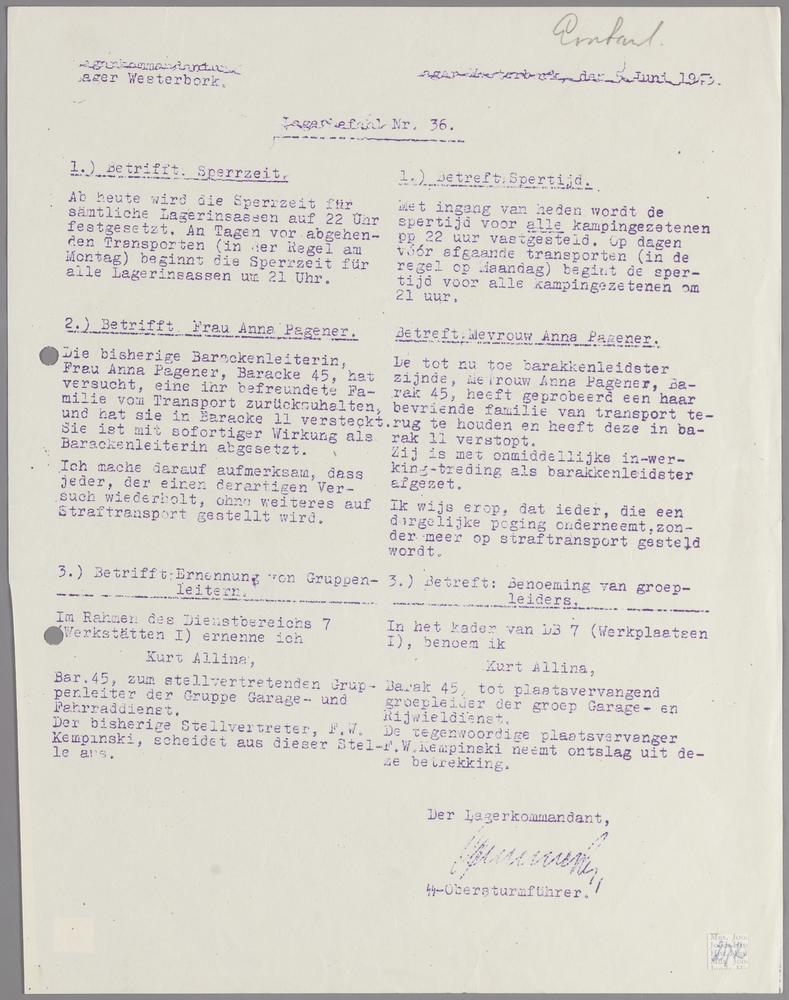 Lagerkommandantur
Lager Westerbork.
Lager Westerbork, den 5 Juni 1943.
Lagerbefehl Nr. 36.
1.) Betrifft. Sperrzeit.
Ab heute wird die Sperrzeit für
sämtliche Lagerinsassen auf 22 Uhr
festgesetzt. An Tagen vor abgehen-
den Transporten (in der Regel am
Montag) beginnt die Sperrzeit für
alle Lagerinsassen um 21 Uhr.
2.) Betrifft Frau Anna Pagener.
Die bisherige Barackenleiterin,
Frau Anna Pagener, Baracke 45, hat
versucht, eine ihr befreundete Fa-
milie vom Transport zurückzuhalten,
und hat sie in Baracke 11 versteckt.
Sie ist mit sofortiger Wirkung als
Barackenleiterin abgesetzt.
Ich mache darauf aufmerksam, dass
jeder, der einen derartigen Ver-
such wiederholt, ohne weiteres auf
Straftransport gestellt wird.
3.) Betrifft: Ernennung von Gruppen-
leitern.
Im Rahmen des Dienstbereichs 7
(Werkstätten I) ernenne ich
Kurt Allina,
Bar.45, zum stellvertretenden Grup-
penleiter der Gruppe Garage- und
Fahrraddienst.
Der bisherige Stellvertreter, F.W.
Kempinski, scheidet aus dieser Stel-
le aus.
1.) Betreft:Spertijd.
Met ingang van heden wordt de
spertijd voor alle kampingezetenen
op 22 uur vastgesteld. Op dagen
vóór afgaande transporten (in de
regel op Maandag) begint de sper-
tijd voor alle kampingezetenen om
21 uur.
Betreft.Mevrouw Anna Pagener.
De tot nu toe barakkenleidster
zijnde, Mevrouw Anna Pagener, Ba-
rak 45, heeft geprobeerd een haar
bevriende familie van transport te-
rug te houden en heeft deze in ba-
rak 11 verstopt.
Zij is met onmiddellijke in-wer-
king-treding als barakkenleidster
afgezet.
Ik wijs erop, dat ieder, die een
dergelijke poging onderneemt,zon-
der meer op straftransport gesteld
wordt.
3.) Betreft: Benoeming van groep-
leiders.
In het kader van DB 7 (Werkplaatsen
I), benoem ik
Kurt Allina,
Barak 45, tot plaatsvervangend
groepleider der groep Garage- en
Rijwieldienst.
De tegenwoordige plaatsvervanger
F.W.Kempinski neemt ontslag uit de-
ze betrekking.
Der Lagerkommandant,
Gemmeker
SS-Obersturmführer.